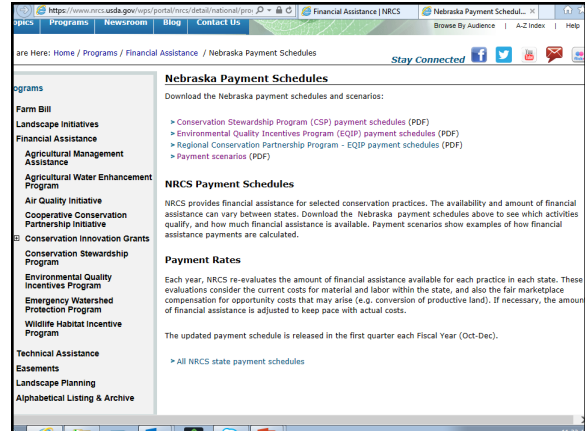 https://www.nrcs.usda.gov/wps/portal/nrcs/detail/national/pro
Financial Assistance | NRCS
Nebraska Payment Schedul...
opics Programs Newsroom Blog Contact Us
Browse By Audience | A-Z Index | Help
are Here: Home / Programs / Financial Assistance / Nebraska Payment Schedules
Stay Connected
ograms
Farm Bill
Landscape Initiatives
Financial Assistance
Agricultural Management
Assistance
Agricultural Water Enhancement
Program
Air Quality Initiative
Cooperative Conservation
Partnership Initiative
Conservation Innovation Grants
Conservation Stewardship
Program
Environmental Quality
Incentives Program
Emergency Watershed
Protection Program
Wildlife Habitat Incentive
Program
Technical Assistance
Easements
Landscape Planning
Alphabetical Listing & Archive
Nebraska Payment Schedules
Download the Nebraska payment schedules and scenarios:
> Conservation Stewardship Program (CSP) payment schedules (PDF)
> Environmental Quality Incentives Program (EQIP) payment schedules (PDF)
> Regional Conservation Partnership Program - EQIP payment schedules (PDF)
> Payment scenarios (PDF)
NRCS Payment Schedules
NRCS provides financial assistance for selected conservation practices. The availability and amount of financial
assistance can vary between states. Download the Nebraska payment schedules above to see which activities
qualify, and how much financial assistance is available. Payment scenarios show examples of how financial
assistance payments are calculated.
Payment Rates
Each year, NRCS re-evaluates the amount of financial assistance available for each practice in each state. These
evaluations consider the current costs for material and labor within the state, and also the fair marketplace
compensation for opportunity costs that may arise (e.g. conversion of productive land). If necessary, the amoun
of financial assistance is adjusted to keep pace with actual costs.
The updated payment schedule is released in the first quarter each Fiscal Year (Oct-Dec).
> All NRCS state payment schedules